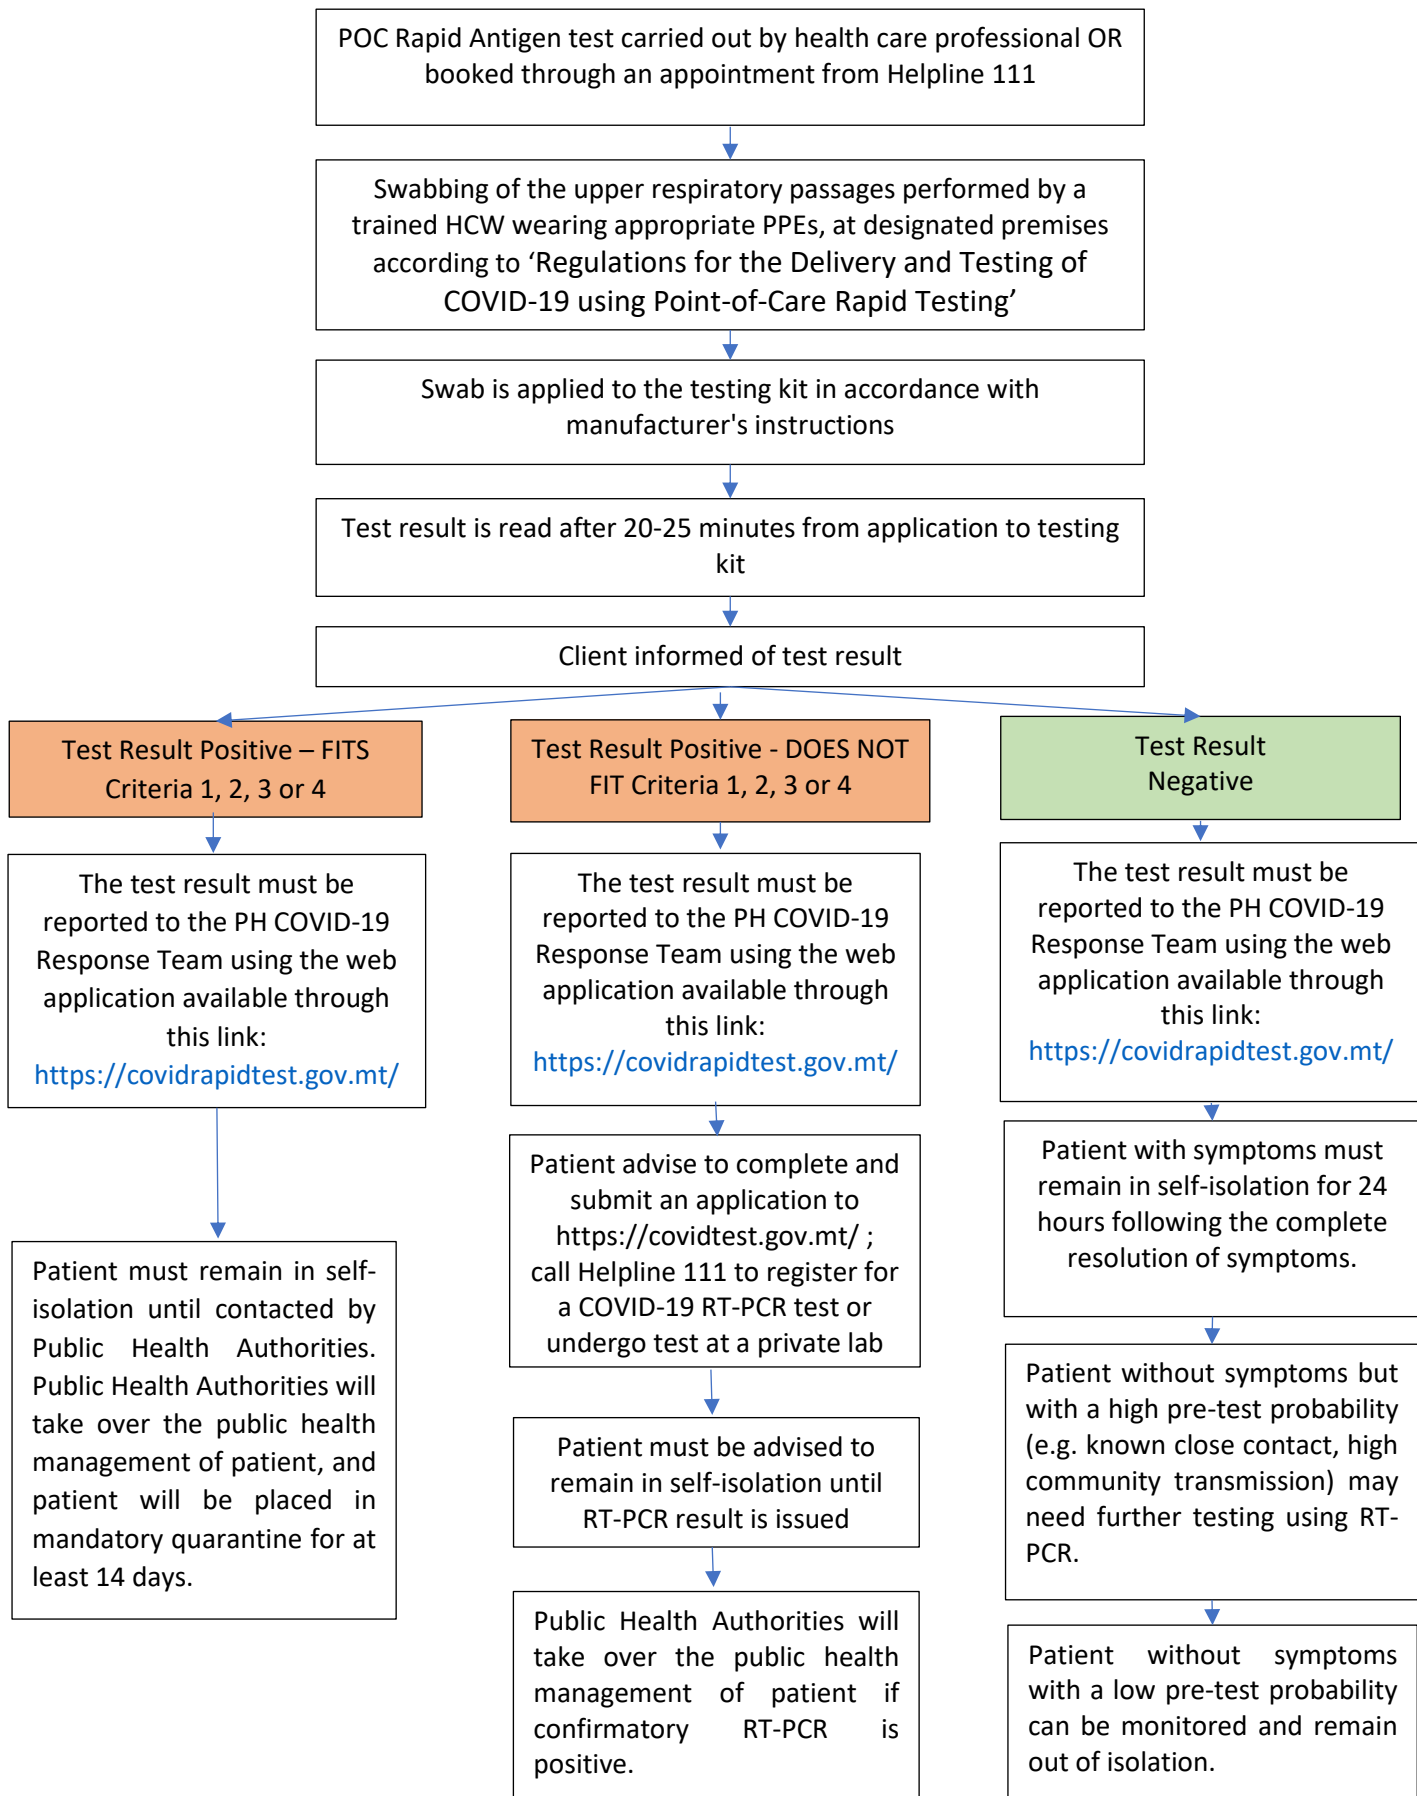 POC Rapid Antigen test carried out by health care professional OR
booked through an appointment from Helpline 111
Swabbing of the upper respiratory passages performed by a
trained HCW wearing appropriate PPEs, at designated premises
according to ‘Regulations for the Delivery and Testing of
COVID-19 using Point-of-Care Rapid Testing’
Swab is applied to the testing kit in accordance with
manufacturer's instructions
Test result is read after 20-25 minutes from application to testing
kit
Client informed of test result
Test Result Positive – FITS
Criteria 1, 2, 3 or 4
The test result must be
reported to the PH COVID-19
Response Team using the web
application available through
this link:
https://covidrapidtest.gov.mt/
Patient must remain in self-
isolation until contacted by
Public Health Authorities.
Public Health Authorities will
take over the public health
management of patient, and
patient will be placed in
mandatory quarantine for at
least 14 days.
Test Result Positive - DOES NOT
FIT Criteria 1, 2, 3 or 4
The test result must be
reported to the PH COVID-19
Response Team using the web
application available through
this link:
https://covidrapidtest.gov.mt/
Patient advise to complete and
submit an application to
https://covidtest.gov.mt/ ;
call Helpline 111 to register for
a COVID-19 RT-PCR test or
undergo test at a private lab
Patient must be advised to
remain in self-isolation until
RT-PCR result is issued
Public Health Authorities will
take over the public health
management of patient if
confirmatory RT-PCR is
positive.
Test Result
Negative
The test result must be
reported to the PH COVID-19
Response Team using the web
application available through
this link:
https://covidrapidtest.gov.mt/
Patient with symptoms must
remain in self-isolation for 24
hours following the complete
resolution of symptoms.
Patient without symptoms but
with a high pre-test probability
(e.g. known close contact, high
community transmission) may
need further testing using RT-
PCR.
Patient without symptoms
with a low pre-test probability
can be monitored and remain
out of isolation.